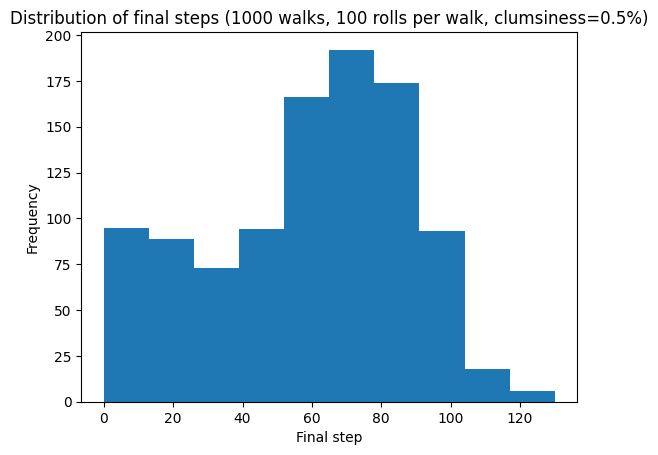 Distribution of final steps (1000 walks, 100 rolls per walk, clumsiness=0.5%)
200
175
150
125
100
75
50
25
0
Frequency
0 20 40 60 80 100 120
Final step